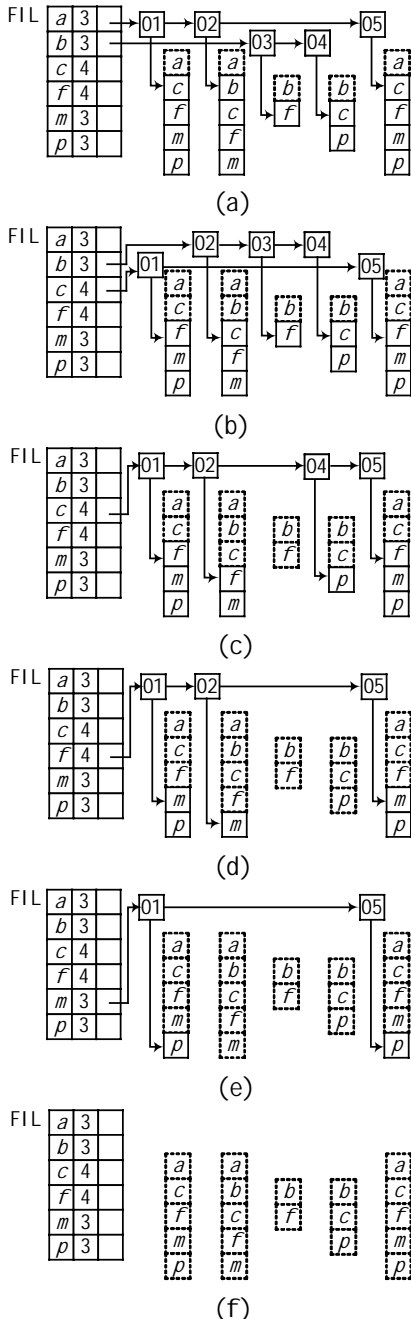 FIL
a 3 01 02 05
b 3 03 04
c 4 a a b b a
f 4 c b f c c
m 3 f c p f
p 3 m f m
p m p
(a)
FIL
a 3 02 03 04
b 3 01 05
c 4 a a a
f 4 c b b b c
m 3 f c f c f
p 3 m f p m
p m p
(b)
FIL
a 3 01 02 04 05
b 3
c 4 a a a
f 4 c b b b c
m 3 f c f c f
p 3 m f p m
p m p
(c)
FIL
a 3 01 02 05
b 3
c 4 a a a
f 4 c b b b c
m 3 f c f c f
p 3 m f p m
p m p
(d)
FIL
a 3 01 05
b 3
c 4 a a a
f 4 c b b b c
m 3 f c f c f
p 3 m f p m
p m p
(e)
FIL
a 3
b 3
c 4 a a a
f 4 c b b b c
m 3 f c f c f
p 3 m f p m
p m p
(f)